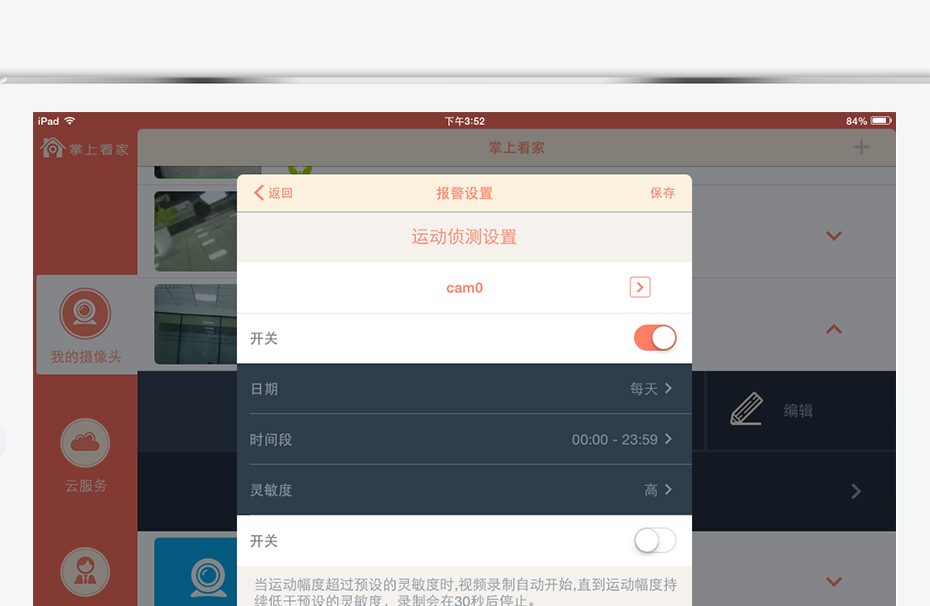 iPad
下午3:52
84%
掌上看家
掌上看家
返回
报警设置
保存
运动侦测设置
cam0
开关
我的摄像头
日期
每天
编辑
时间段
00:00 - 23:59
云服务
灵敏度
高
开关
当运动幅度超过预设的灵敏度时,视频录制自动开始,直到运动幅度持
续低于预设的灵敏度，录制会在30秒后停止。